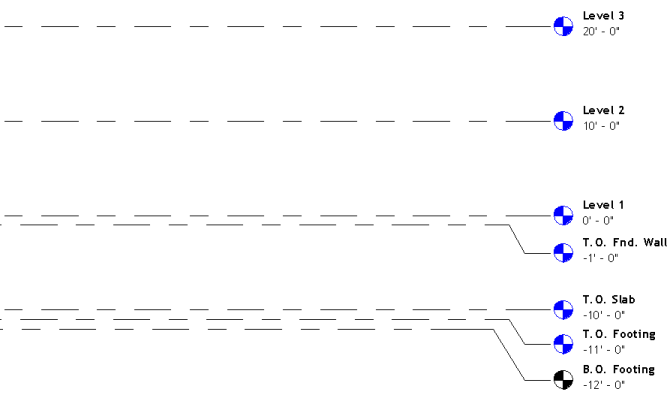 Level 3
20' - 0"
Level 2
10' - 0"
Level 1
0' - 0"
T.O. Fnd. Wall
-1' - 0"
T.O. Slab
-10' - 0"
T.O. Footing
-11' - 0"
B.O. Footing
-12' - 0"